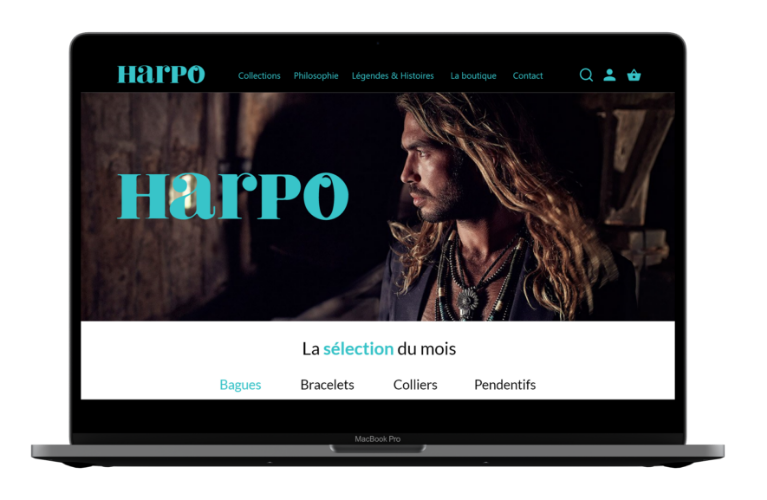 Harpo
Collections Philosophie Légendes & Histoires La boutique Contact
Harpo
La sélection du mois
Bagues Bracelets Colliers Pendentifs
MacBook Pro